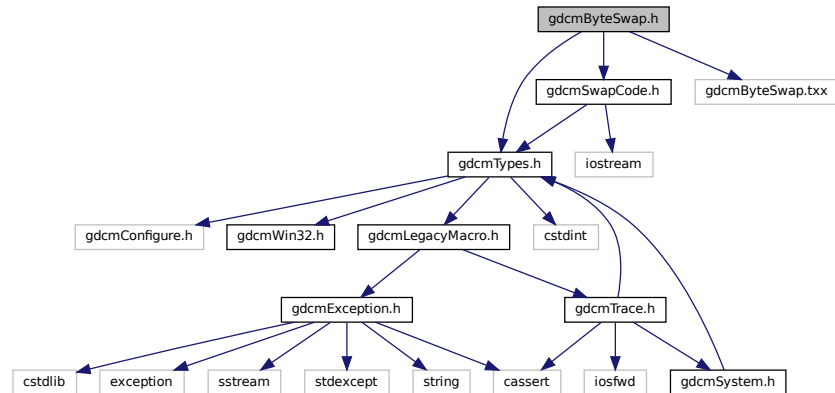 gdcmByteSwap.h
gdcmSwapCode.h
gdcmByteSwap.txx
gdcmTypes.h
iostream
gdcmConfigure.h
gdcmWin32.h
gdcmLegacyMacro.h
cstdint
gdcmException.h
gdcmTrace.h
cstdlib
exception
sstream
stdexcept
string
cassert
iosfwd
gdcmSystem.h